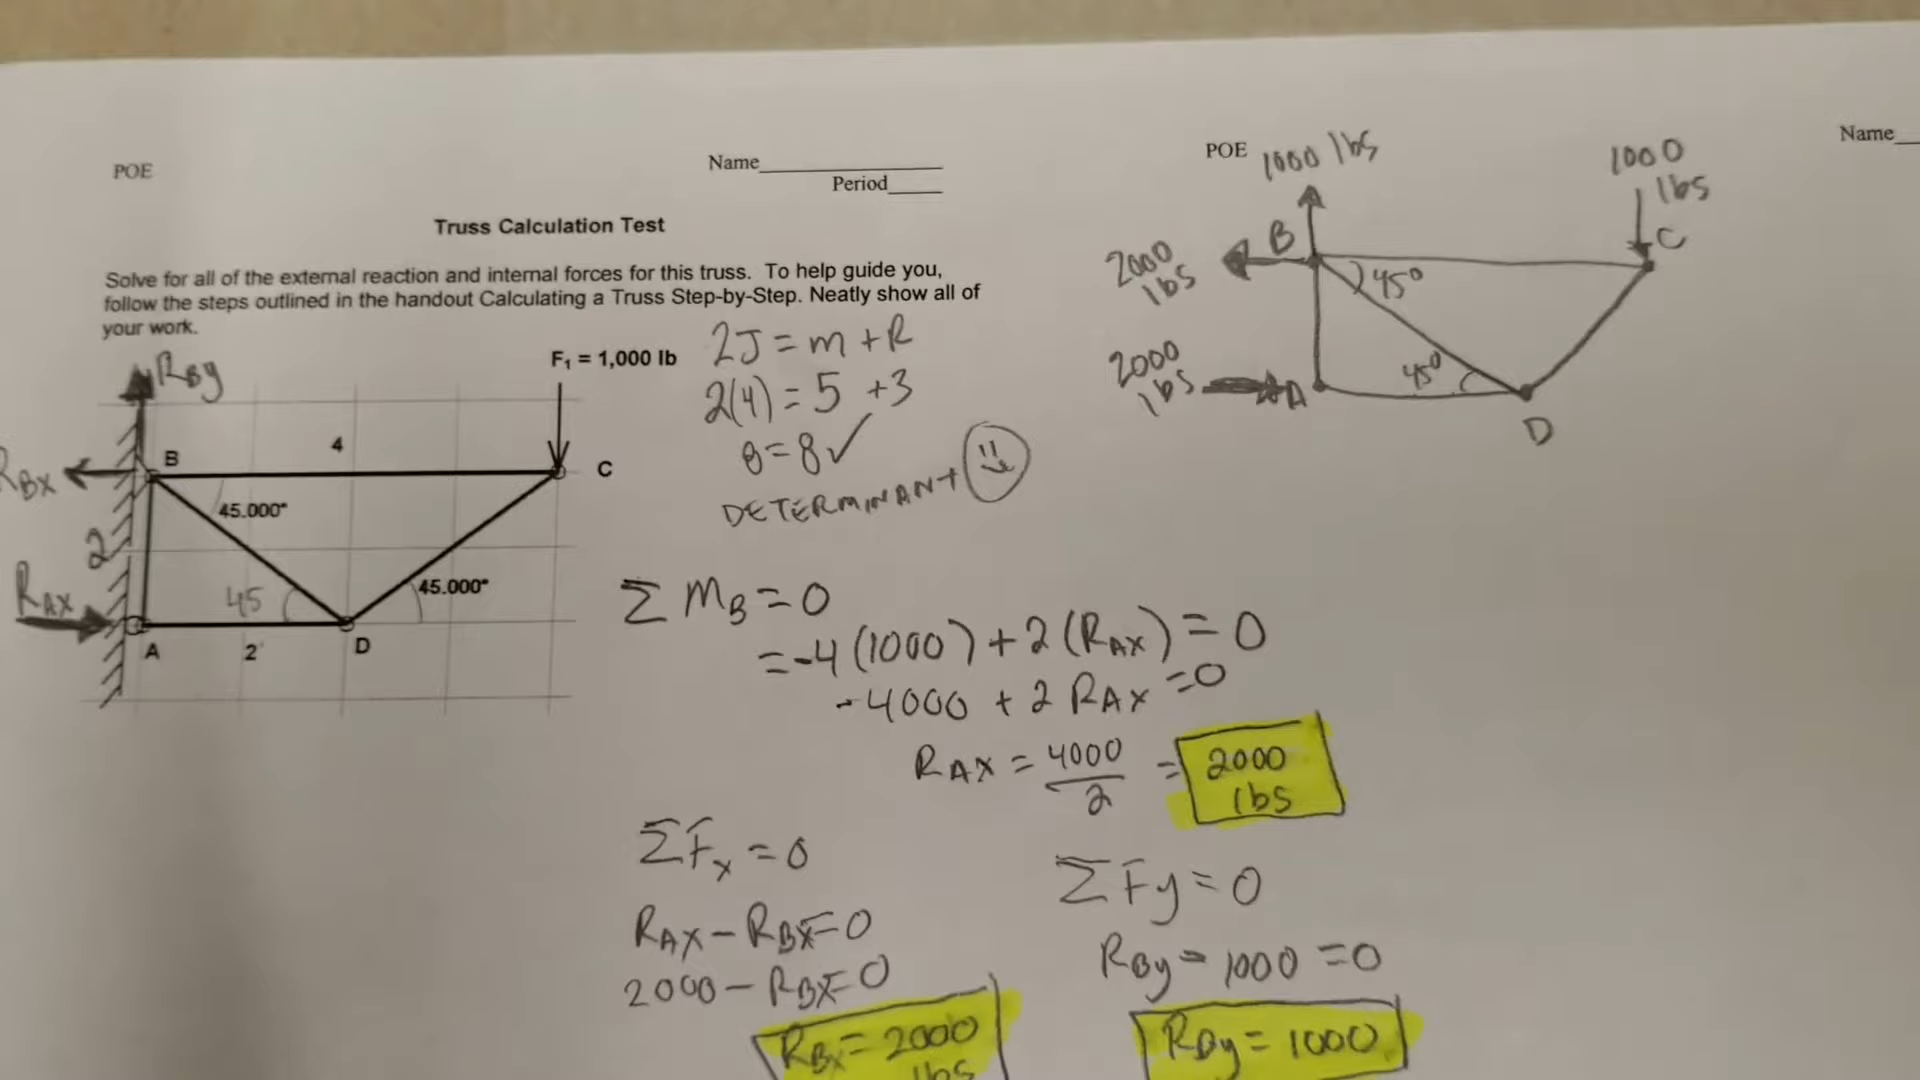 POE
Name
Period
Truss Calculation Test
Solve for all of the external reaction and internal forces for this truss. To help guide you,
follow the steps outlined in the handout Calculating a Truss Step-by-Step. Neatly show all of
your work.
RBY
F₁ = 1,000 lb
B
4
C
RBX
45.000°
2
RAX
45
45.000°
A
2'
D
2J = m + R
2(4) = 5 + 3
8 = 8 ✓
DETERMINANT
ΣMB = 0
= -4(1000) + 2(RAX) = 0
-4000 + 2 RAX = 0
RAX = 4000/2 = 2000 lbs
ΣFx = 0
RAX - RBX = 0
2000 - RBX = 0
RBX = 2000
lbs
ΣFy = 0
RBy - 1000 = 0
RBy = 1000
POE
Name
1000 lbs
1000
lbs
B
C
2000
lbs
45°
2000
lbs
A
45°
D